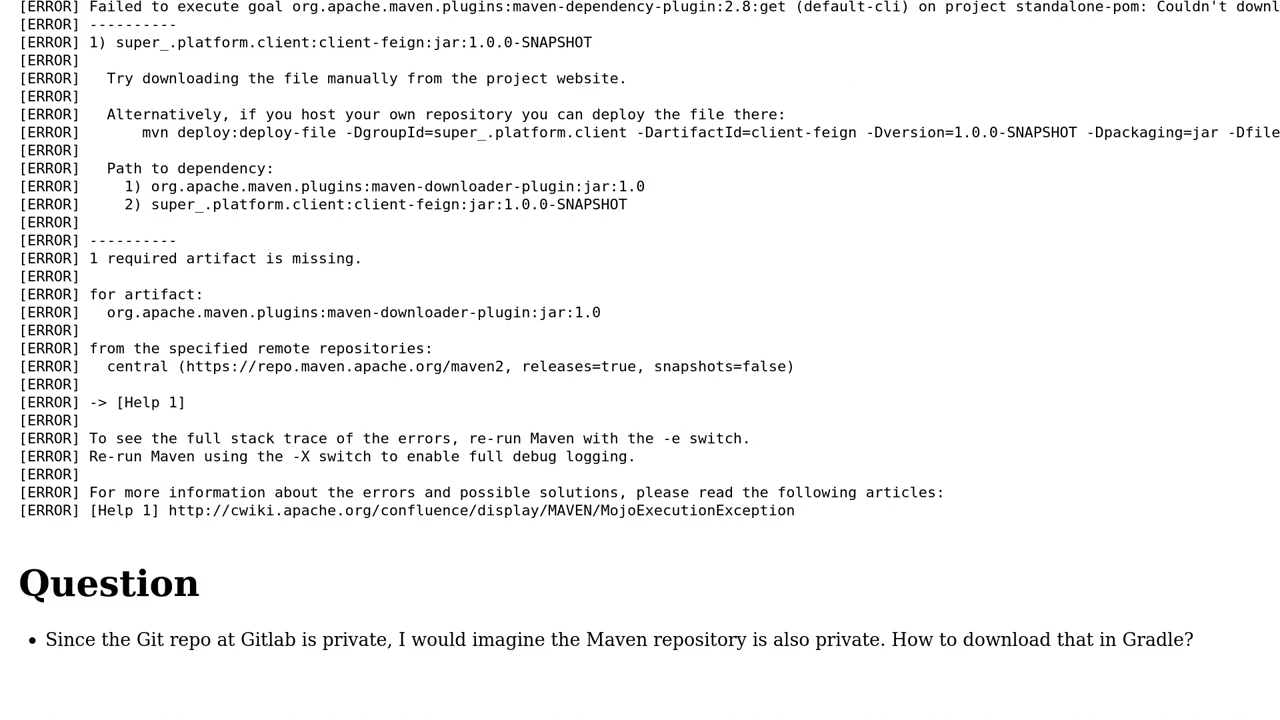 [ERROR] Failed to execute goal org.apache.maven.plugins:maven-dependency-plugin:2.8:get (default-cli) on project standalone-pom: Couldn't downl
[ERROR] ----------
[ERROR] 1) super_.platform.client:client-feign:jar:1.0.0-SNAPSHOT
[ERROR]
[ERROR]   Try downloading the file manually from the project website.
[ERROR]
[ERROR]   Alternatively, if you host your own repository you can deploy the file there:
[ERROR]       mvn deploy:deploy-file -DgroupId=super_.platform.client -DartifactId=client-feign -Dversion=1.0.0-SNAPSHOT -Dpackaging=jar -Dfile
[ERROR]
[ERROR]   Path to dependency:
[ERROR]     1) org.apache.maven.plugins:maven-downloader-plugin:jar:1.0
[ERROR]     2) super_.platform.client:client-feign:jar:1.0.0-SNAPSHOT
[ERROR]
[ERROR] ----------
[ERROR] 1 required artifact is missing.
[ERROR]
[ERROR] for artifact:
[ERROR]   org.apache.maven.plugins:maven-downloader-plugin:jar:1.0
[ERROR]
[ERROR] from the specified remote repositories:
[ERROR]   central (https://repo.maven.apache.org/maven2, releases=true, snapshots=false)
[ERROR]
[ERROR] -> [Help 1]
[ERROR]
[ERROR] To see the full stack trace of the errors, re-run Maven with the -e switch.
[ERROR] Re-run Maven using the -X switch to enable full debug logging.
[ERROR]
[ERROR] For more information about the errors and possible solutions, please read the following articles:
[ERROR] [Help 1] http://cwiki.apache.org/confluence/display/MAVEN/MojoExecutionException
Question
• Since the Git repo at Gitlab is private, I would imagine the Maven repository is also private. How to download that in Gradle?